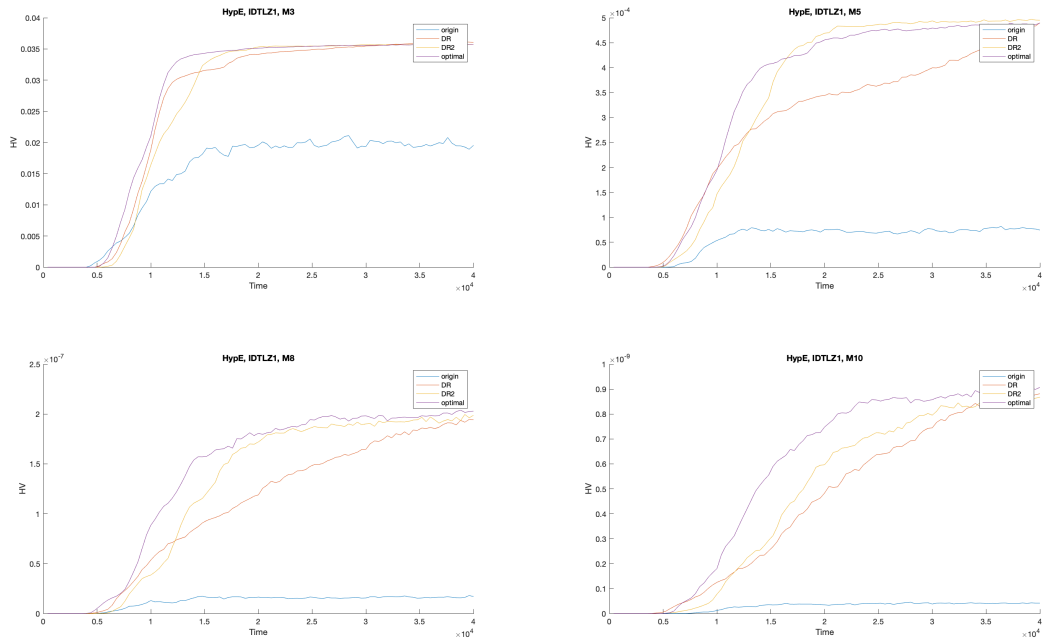 HypE, IDTLZ1, M3
0.04
0.035
0.03
0.025
0.02
0.015
0.01
0.005
0
HV
origin
DR
DR2
optimal
0 0.5 1 1.5 2 2.5 3 3.5 4
Time
×10^4
HypE, IDTLZ1, M5
×10^-4
5
4.5
4
3.5
3
2.5
2
1.5
1
0.5
0
HV
origin
DR
DR2
optimal
0 0.5 1 1.5 2 2.5 3 3.5 4
Time
×10^4
HypE, IDTLZ1, M8
×10^-7
2.5
2
1.5
1
0.5
0
HV
origin
DR
DR2
optimal
0 0.5 1 1.5 2 2.5 3 3.5 4
Time
×10^4
HypE, IDTLZ1, M10
×10^-9
1
0.9
0.8
0.7
0.6
0.5
0.4
0.3
0.2
0.1
0
HV
origin
DR
DR2
optimal
0 0.5 1 1.5 2 2.5 3 3.5 4
Time
×10^4